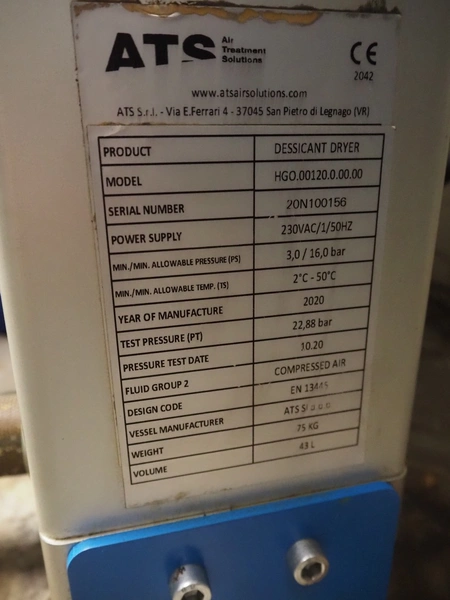 ATS Air
Treatment
Solutions
CE
2042
www.atsairsolutions.com
ATS S.r.l. - Via E.Ferrari 4 - 37045 San Pietro di Legnago (VR)
PRODUCT DESSICANT DRYER
MODEL HGO.00120.0.00.00
SERIAL NUMBER 20N100156
POWER SUPPLY 230VAC/1/50HZ
MIN./MIN. ALLOWABLE PRESSURE (PS) 3,0 / 16,0 bar
MIN./MIN. ALLOWABLE TEMP. (TS) 2°C - 50°C
YEAR OF MANUFACTURE 2020
TEST PRESSURE (PT) 22,88 bar
PRESSURE TEST DATE 10.20
FLUID GROUP 2 COMPRESSED AIR
DESIGN CODE EN 13445
VESSEL MANUFACTURER ATS
WEIGHT 75 KG
VOLUME 43 L